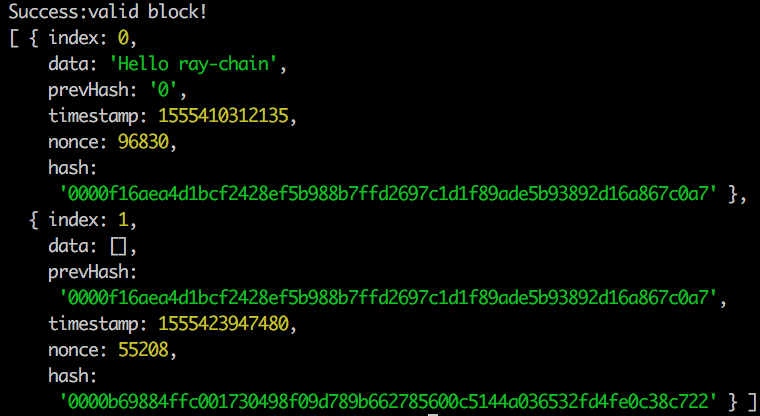 Success:valid block!
[ { index: 0,
data: 'Hello ray-chain',
prevHash: '0',
timestamp: 1555410312135,
nonce: 96830,
hash:
'0000f16aea4d1bcf2428ef5b988b7ffd2697c1d1f89ade5b93892d16a867c0a7' },
{ index: 1,
data: [],
prevHash:
'0000f16aea4d1bcf2428ef5b988b7ffd2697c1d1f89ade5b93892d16a867c0a7',
timestamp: 1555423947480,
nonce: 55208,
hash:
'0000b69884ffc001730498f09d789b662785600c5144a036532fd4fe0c38c722' } ]